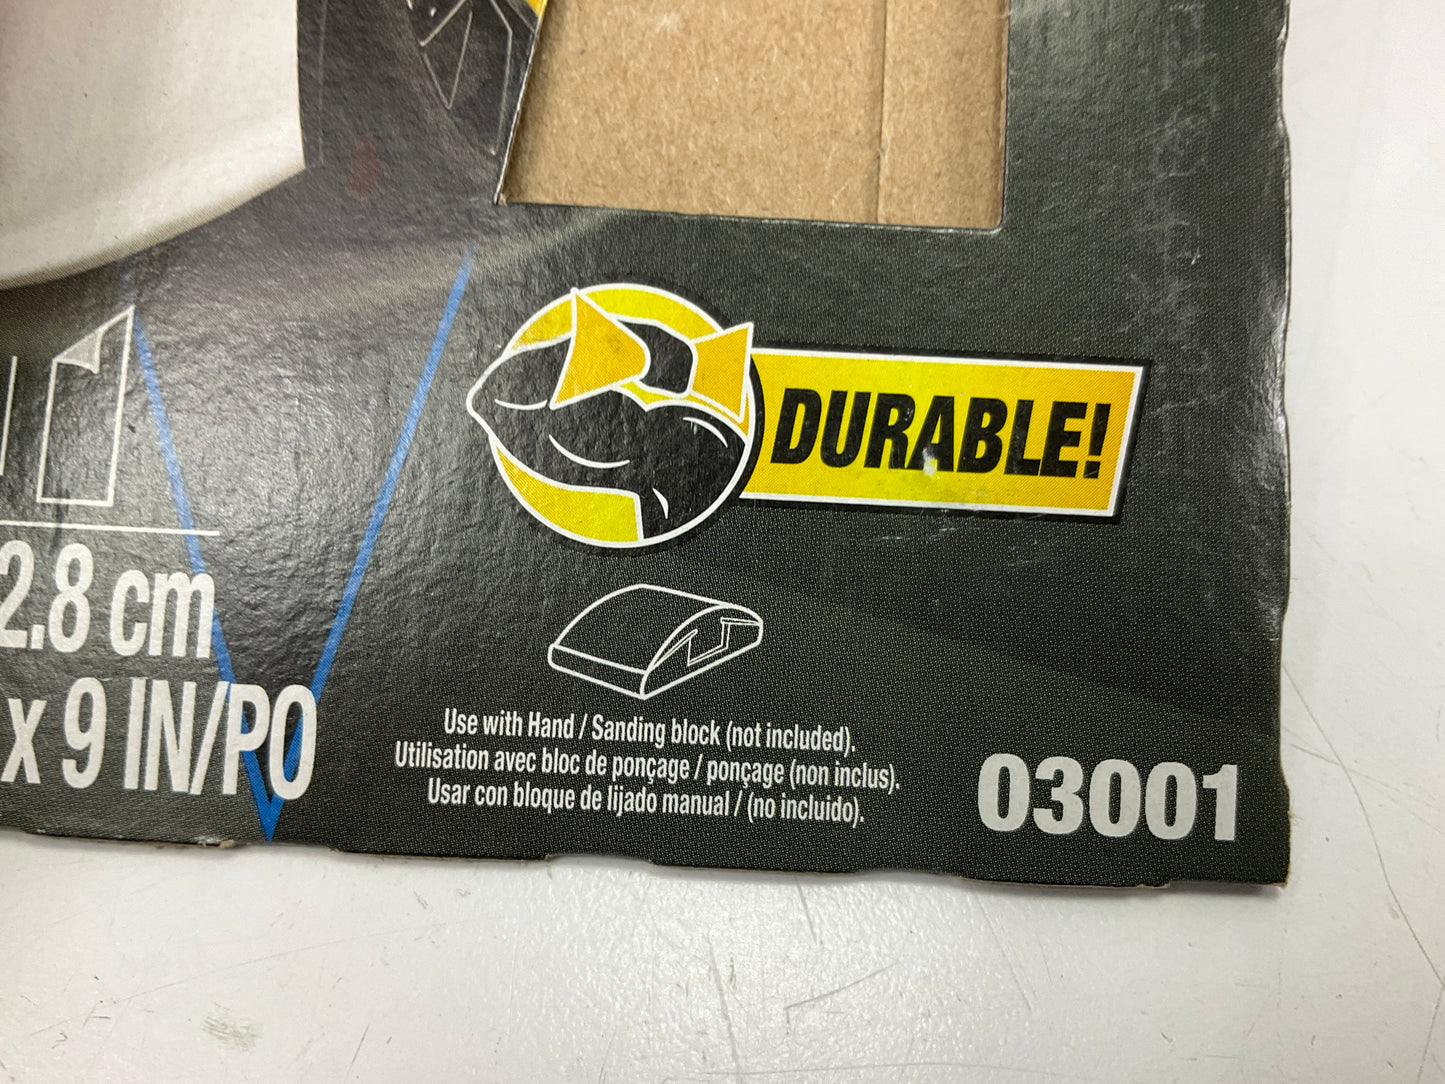 DURABLE!
2.8 cm
x 9 IN/PO
Use with Hand / Sanding block (not included).
Utilisation avec bloc de ponçage / ponçage (non inclus).
Usar con bloque de lijado manual / (no incluido).
03001